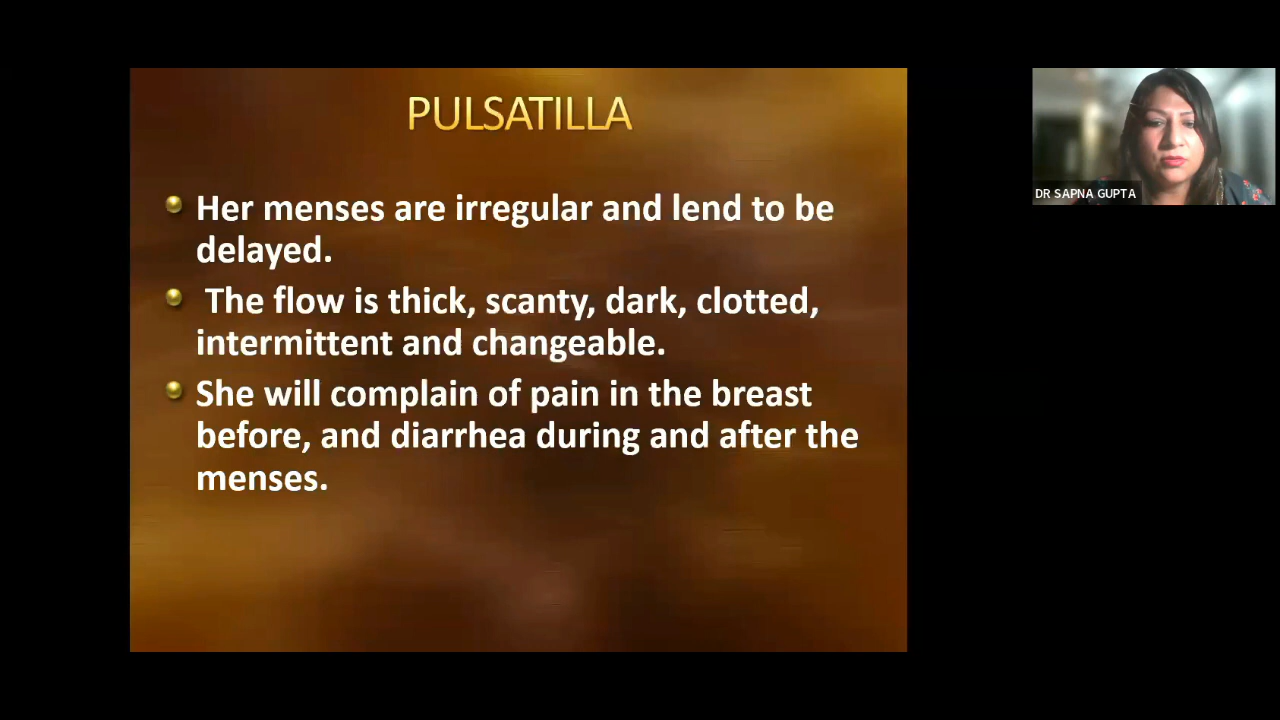 PULSATILLA
Her menses are irregular and lend to be
delayed.
The flow is thick, scanty, dark, clotted,
intermittent and changeable.
She will complain of pain in the breast
before, and diarrhea during and after the
menses.
DR SAPNA GUPTA